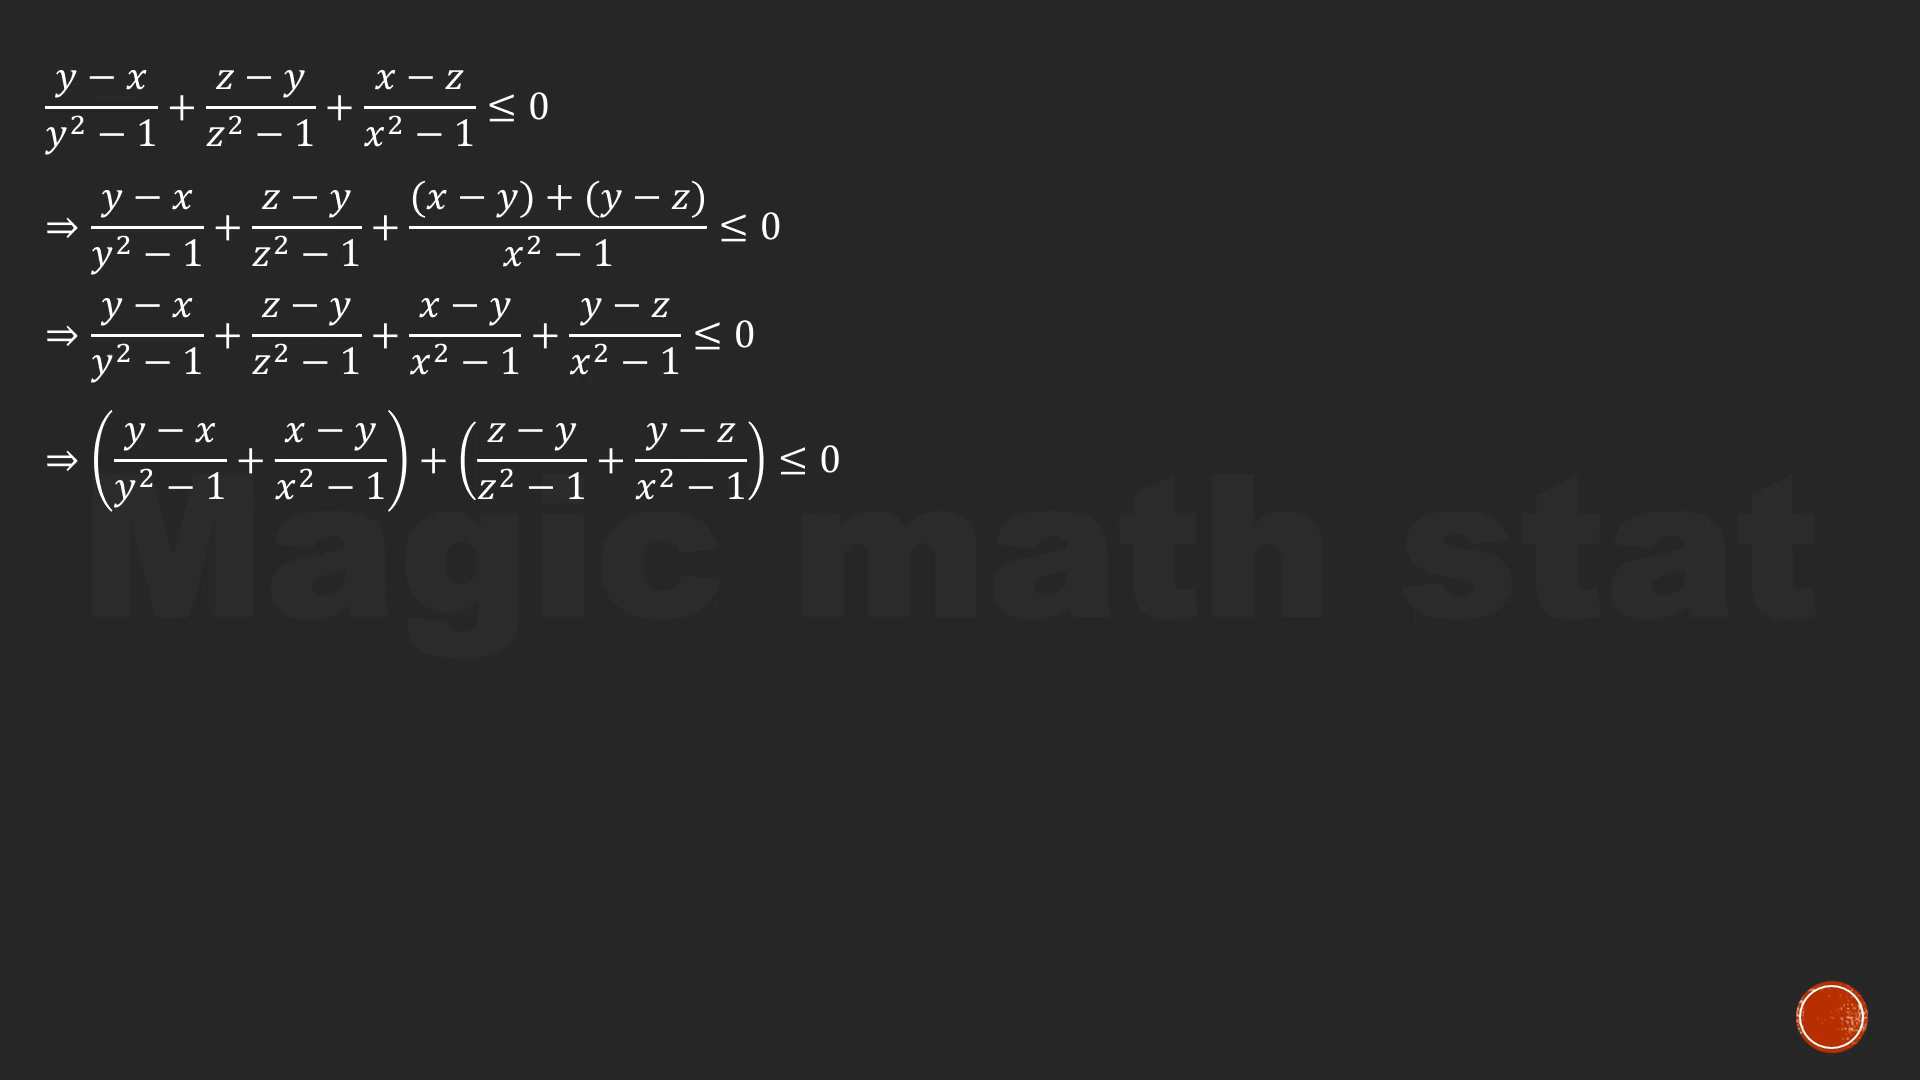 (y − x)/(y² − 1) + (z − y)/(z² − 1) + (x − z)/(x² − 1) ≤ 0
⇒ (y − x)/(y² − 1) + (z − y)/(z² − 1) + ((x − y) + (y − z))/(x² − 1) ≤ 0
⇒ (y − x)/(y² − 1) + (z − y)/(z² − 1) + (x − y)/(x² − 1) + (y − z)/(x² − 1) ≤ 0
⇒ ((y − x)/(y² − 1) + (x − y)/(x² − 1)) + ((z − y)/(z² − 1) + (y − z)/(x² − 1)) ≤ 0
Magic math stat